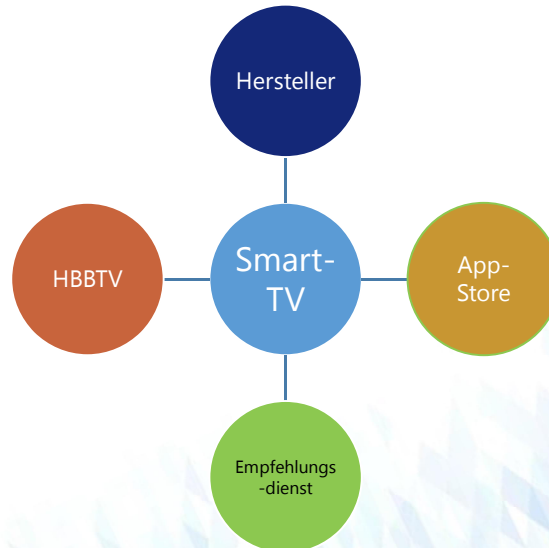 Hersteller
HBBTV
Smart-
TV
App-
Store
Empfehlungs
-dienst